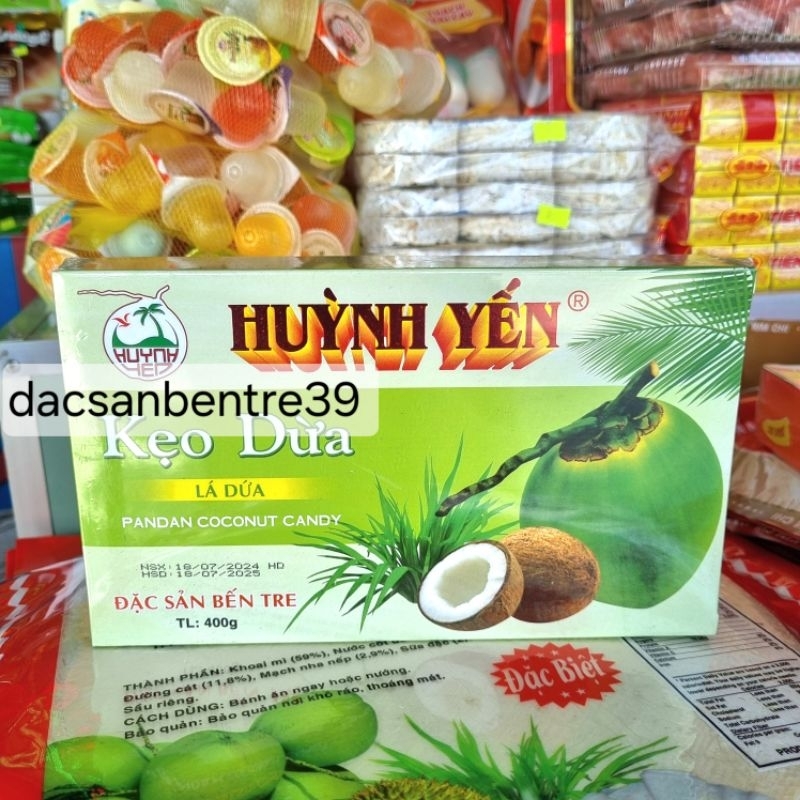 HUỲNH YẾN®
HUỲNH YẾN
dacsanbentre39
Kẹo Dừa
LÁ DỨA
PANDAN COCONUT CANDY
NSX: 18/07/2024 HD
HSD: 18/07/2025
ĐẶC SẢN BẾN TRE
TL: 400g
THÀNH PHẦN: Khoai mì (59%), Nước cốt
Đường cát (11,8%), Mạch nha nếp (2,9%), Sữa đặc
Sầu riêng.
CÁCH DÙNG: Bánh ăn ngay hoặc nướng.
Bảo quản: Bảo quản nơi khô ráo, thoáng mát.
Đặc Biệt